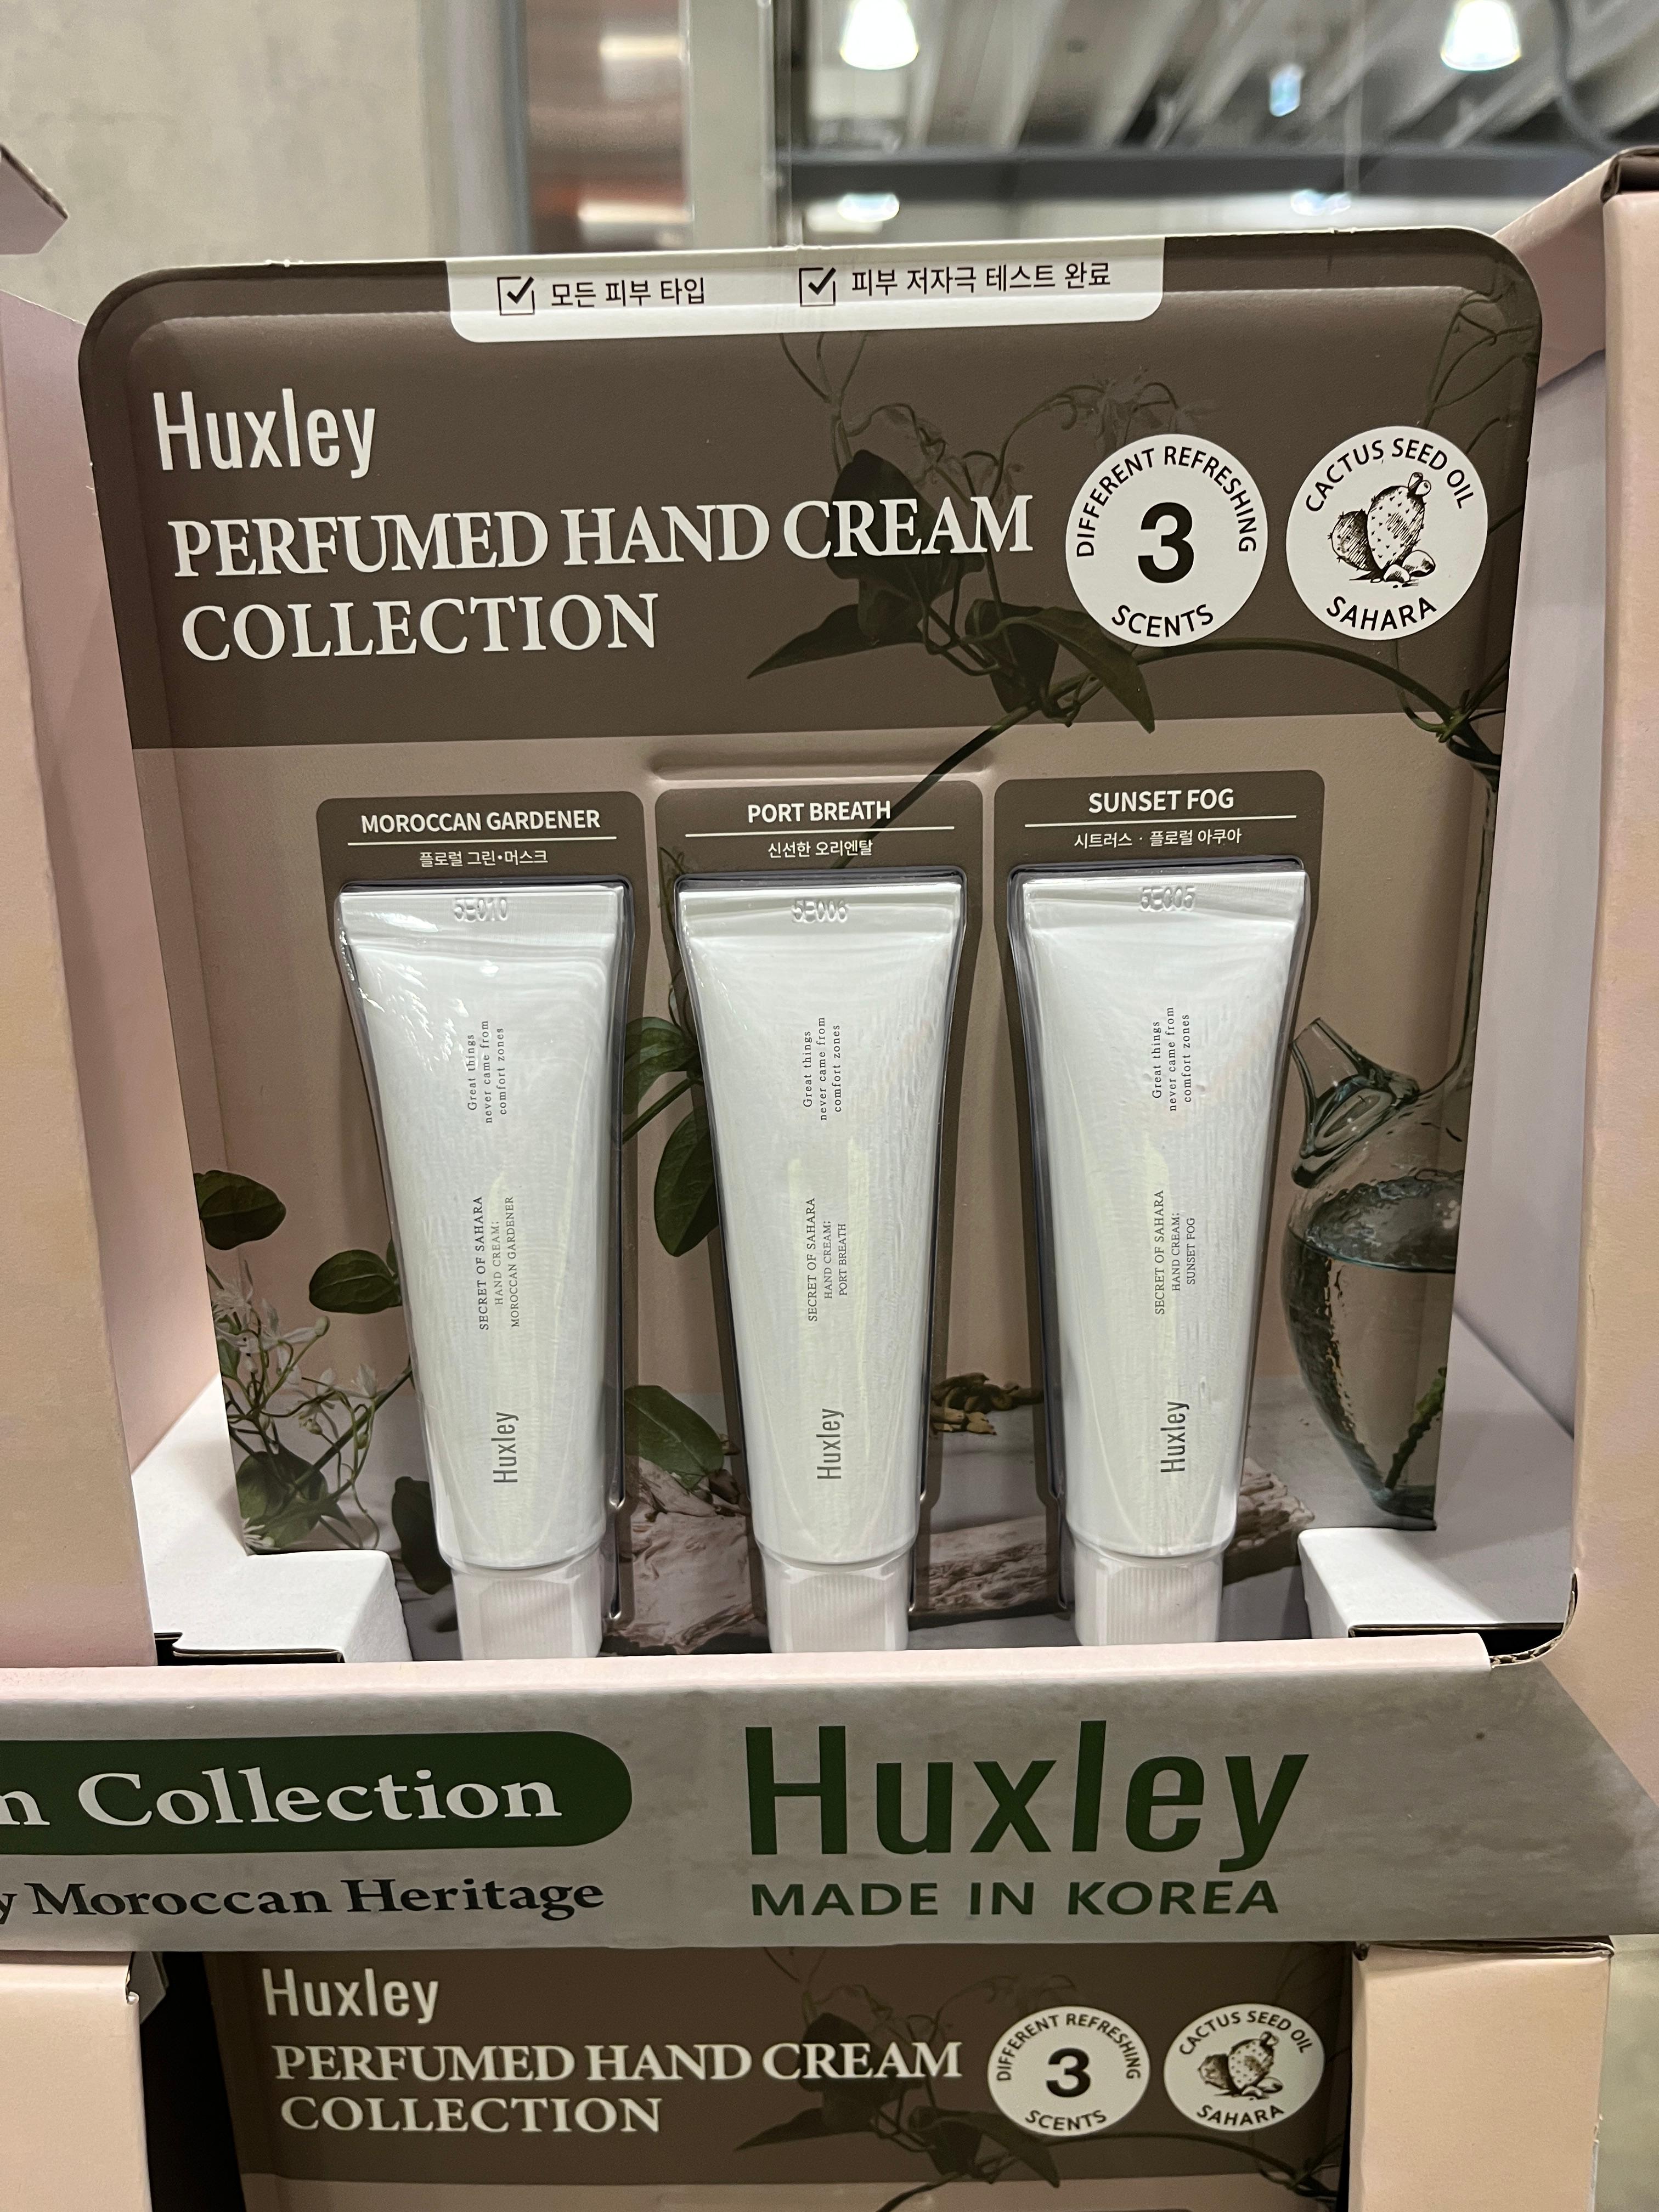 모든 피부 타입
피부 저자극 테스트 완료
Huxley
PERFUMED HAND CREAM
COLLECTION
DIFFERENT REFRESHING
3
SCENTS
CACTUS SEED OIL
SAHARA
MOROCCAN GARDENER
플로럴 그린•머스크
PORT BREATH
신선한 오리엔탈
SUNSET FOG
시트러스 · 플로럴 아쿠아
5E010
Great things
never came from
comfort zones
SECRET OF SAHARA
HAND CREAM;
MOROCCAN GARDENER
Huxley
5E006
Great things
never came from
comfort zones
SECRET OF SAHARA
HAND CREAM;
PORT BREATH
Huxley
5E005
Great things
never came from
comfort zones
SECRET OF SAHARA
HAND CREAM;
SUNSET FOG
Huxley
Collection
Moroccan Heritage
Huxley
MADE IN KOREA
Huxley
PERFUMED HAND CREAM
COLLECTION
DIFFERENT REFRESHING
3
SCENTS
CACTUS SEED OIL
SAHARA